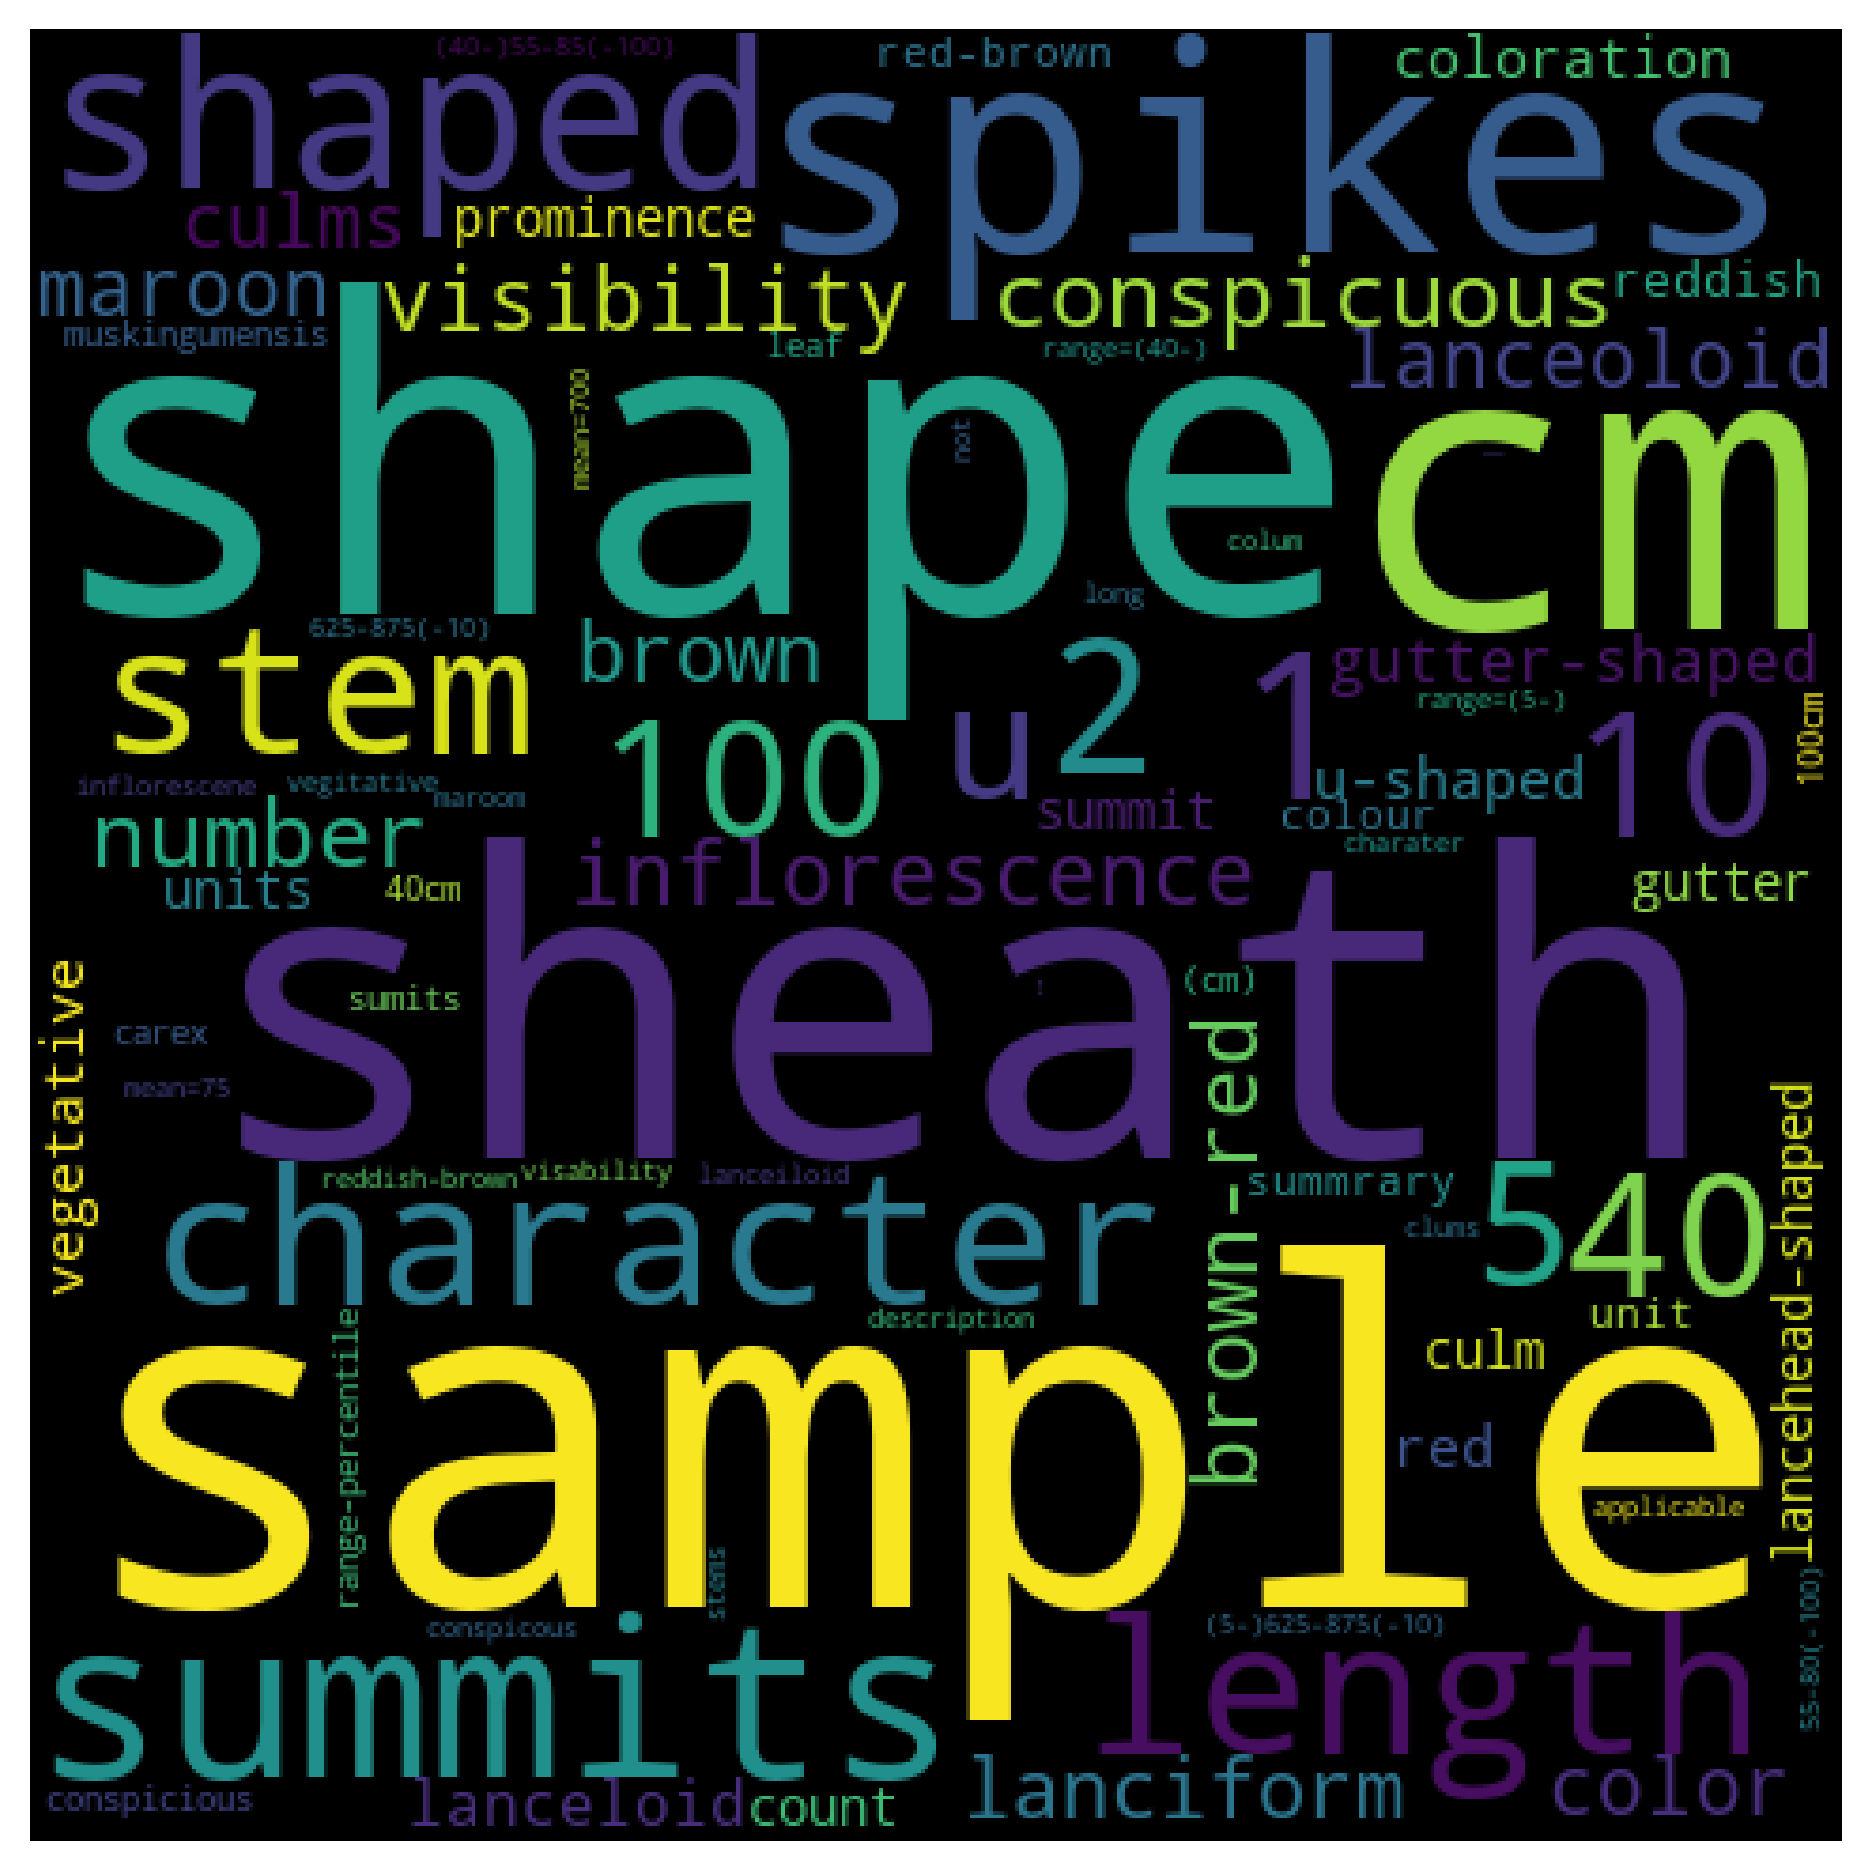 (40-)55-85(-100)
shaped
red-brown
spikes
coloration
culms
prominence
maroon
visibility
conspicuous
reddish
muskingumensis
leaf
range=(40-)
lanceoloid
shape
mean=700
not
cm
colum
long
625-875(-10)
stem
brown
2
1
gutter-shaped
range=(5-)
100
u
10
100cm
inflorescene
vegitative
maroom
summit
u-shaped
colour
number
charater
inflorescence
units
40cm
gutter
sheath
vegetative
sumits
(cm)
carex
mean=75
brown-red
lancehead-shaped
reddish-brown
visability
lanceiloid
summrary
character
clums
5
40
description
unit
range-percentile
culm
sample
red
applicable
stems
conspicous
(5-)625-875(-10)
55-80(-100)
summits
length
lanciform
color
conspicious
lanceloid
count